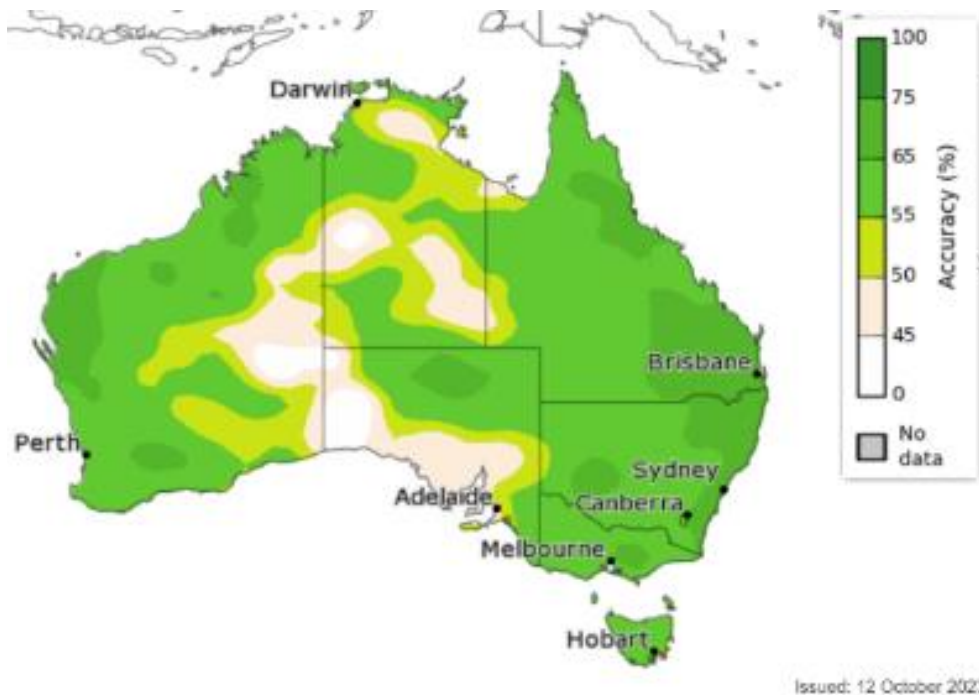 Darwin
Brisbane
Perth
Sydney
Adelaide
Canberra
Melbourne
Hobart
100
75
65
55
50
45
0
Accuracy (%)
No
data
Issued: 12 October